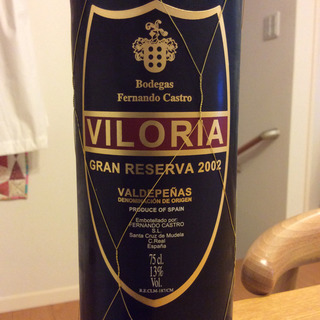 Bodegas
Fernando Castro
VILORIA
GRAN RESERVA 2002
VALDEPEÑAS
DENOMINACIÓN DE ORIGEN
PRODUCE OF SPAIN
Embotellado por:
FERNANDO CASTRO
S.L.
Santa Cruz de Mudela
C.Real
España
75 cl.
13%
Vol.